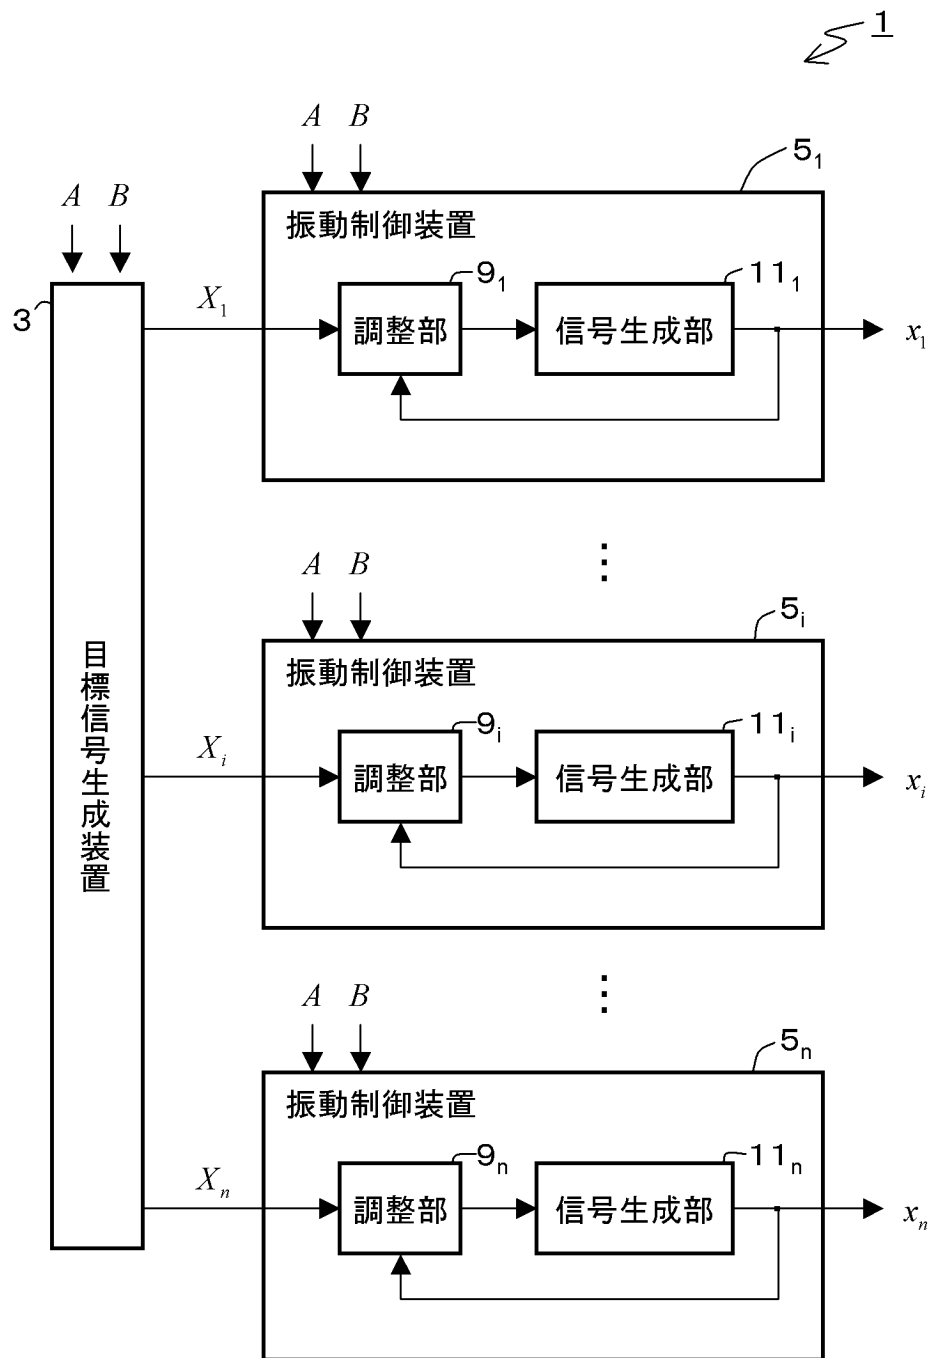 1
A B
5₁
振動制御装置
A B
3
目標信号生成装置
X₁
9₁
調整部
11₁
信号生成部
x₁
⋮
A B
5ᵢ
振動制御装置
Xᵢ
9ᵢ
調整部
11ᵢ
信号生成部
xᵢ
⋮
A B
5ₙ
振動制御装置
Xₙ
9ₙ
調整部
11ₙ
信号生成部
xₙ